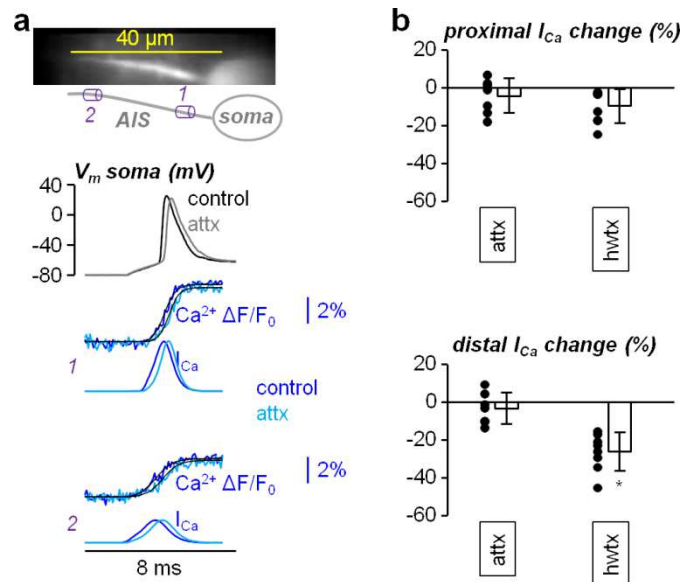 a
40 µm
1
2
AIS
soma
V_m soma (mV)
40
0
-40
-80
control
attx
Ca²⁺ ΔF/F₀
2%
1
I_Ca
control
attx
Ca²⁺ ΔF/F₀
2%
2
I_Ca
8 ms
b
proximal I_Ca change (%)
20
0
-20
-40
-60
attx
hwtx
distal I_Ca change (%)
20
0
-20
-40
-60
*
attx
hwtx